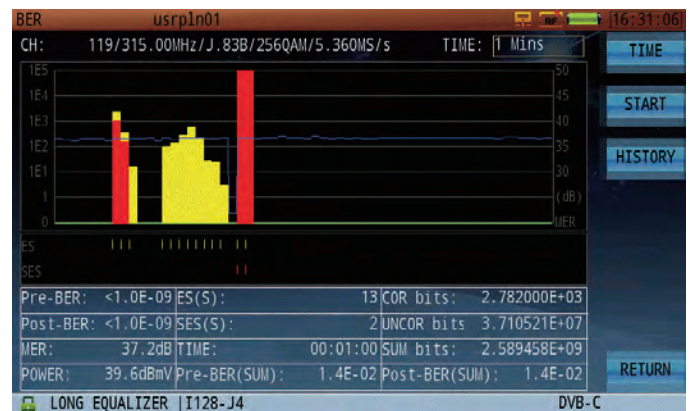 BER usrpln01 RF [16:31:06]
CH: 119/315.00MHz/J.83B/256QAM/5.360MS/s TIME: 1 Mins
TIME
1E5 50
1E4 45
START
1E3 40
1E2 35
HISTORY
1E1 30
1 (dB)
0 MER
ES
SES
Pre-BER: <1.0E-09 ES(S): 13 COR bits: 2.782000E+03
Post-BER: <1.0E-09 SES(S): 2 UNCOR bits 3.710521E+07
MER: 37.2dB TIME: 00:01:00 SUM bits: 2.589458E+09
POWER: 39.6dBmV Pre-BER(SUM): 1.4E-02 Post-BER(SUM): 1.4E-02
RETURN
LONG EQUALIZER |I128-J4 DVB-C